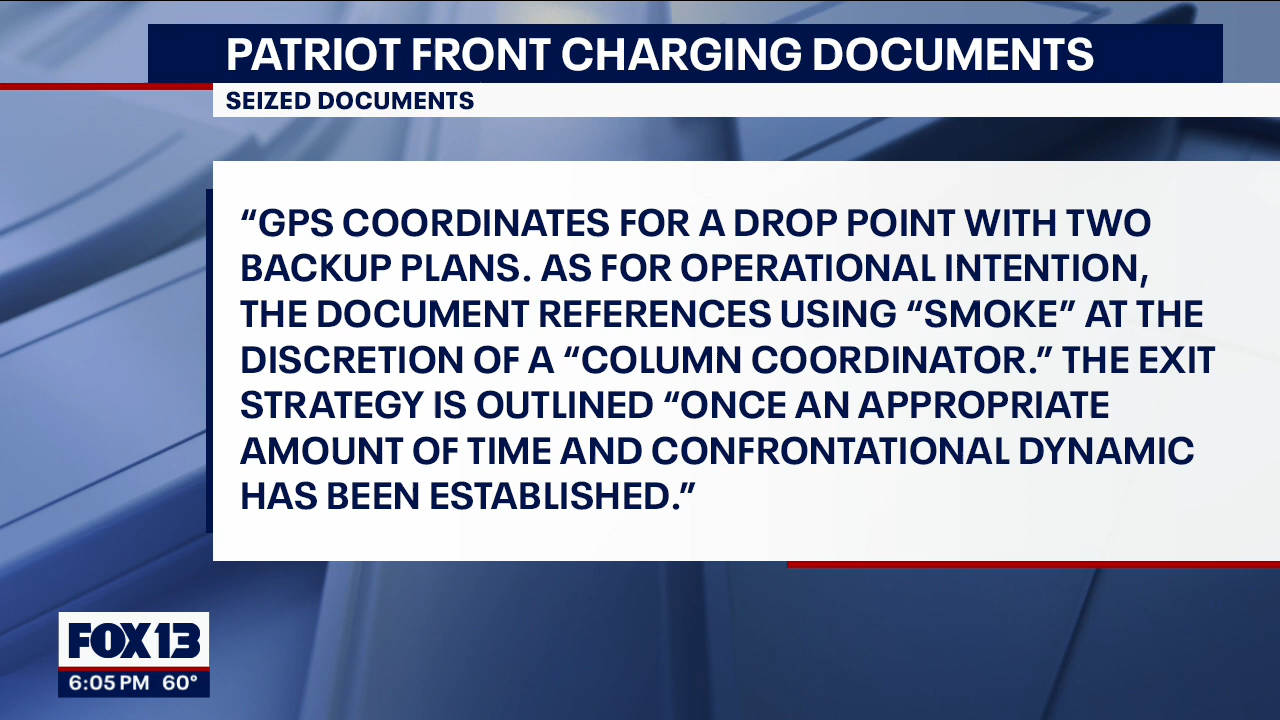 PATRIOT FRONT CHARGING DOCUMENTS
SEIZED DOCUMENTS
“GPS COORDINATES FOR A DROP POINT WITH TWO
BACKUP PLANS. AS FOR OPERATIONAL INTENTION,
THE DOCUMENT REFERENCES USING “SMOKE” AT THE
DISCRETION OF A “COLUMN COORDINATOR.” THE EXIT
STRATEGY IS OUTLINED “ONCE AN APPROPRIATE
AMOUNT OF TIME AND CONFRONTATIONAL DYNAMIC
HAS BEEN ESTABLISHED.”
FOX 13
6:05 PM 60°